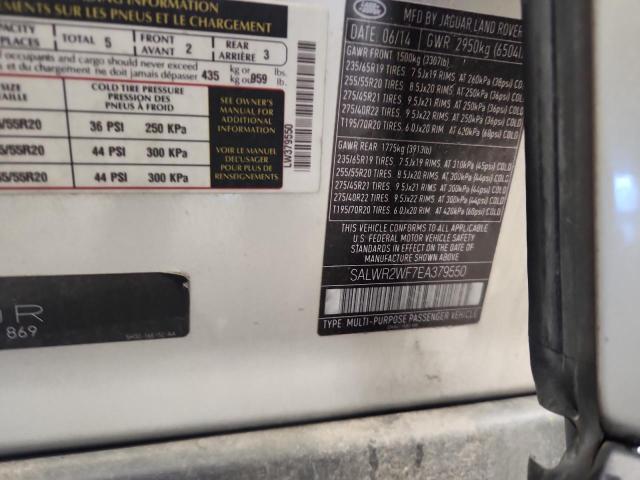 LOADING INFORMATION
EMENTS SUR LES PNEUS ET LE CHARGEMENT
CAPACITY
PLACES
TOTAL 5
FRONT
AVANT 2
REAR
ARRIÈRE 3
occupants and cargo should never exceed
et du chargement ne doit jamais dépasser 435 kg or kg ou 959 lbs. lb.
SIZE
TAILLE
COLD TIRE PRESSURE
PRESSION DES
PNEUS À FROID
/55R20 36 PSI 250 KPa
/55R20 44 PSI 300 KPa
/55R20 44 PSI 300 KPa
SEE OWNER'S
MANUAL FOR
ADDITIONAL
INFORMATION
VOIR LE MANUEL
DE L'USAGER
POUR PLUS DE
RENSEIGNEMENTS
LW379550
LAND ROVER
MFD BY JAGUAR LAND ROVER
DATE 06/14 GWR 2950kg (6504lb
GAWR FRONT 1500kg (3307lb)
235/65R19 TIRES. 7.5Jx19 RIMS AT 260kPa (38psi) COLD
255/55R20 TIRES. 8.5Jx20 RIMS AT 250kPa (36psi) COLD
275/45R21 TIRES. 9.5Jx21 RIMS AT 250kPa (36psi) COLD
275/40R22 TIRES. 9.5Jx22 RIMS AT 250kPa (36psi) COLD
T195/70R20 TIRES. 6.0Jx20 RIM AT 420kPa (60psi) COLD
GAWR REAR 1775kg (3913lb)
235/65R19 TIRES. 7.5Jx19 RIMS AT 310kPa (45psi) COLD
255/55R20 TIRES. 8.5Jx20 RIMS AT 300kPa (44psi) COLD
275/45R21 TIRES. 9.5Jx21 RIMS AT 300kPa (44psi) COLD
275/40R22 TIRES. 9.5Jx22 RIMS AT 300kPa (44psi) COLD
T195/70R20 TIRES. 6.0Jx20 RIM AT 420kPa (60psi) COLD
THIS VEHICLE CONFORMS TO ALL APPLICABLE
U.S. FEDERAL MOTOR VEHICLE SAFETY
STANDARDS IN EFFECT ON THE DATE OF
MANUFACTURE SHOWN ABOVE
SALWR2WF7EA379550
TYPE: MULTI-PURPOSE PASSENGER VEHICLE
R
869